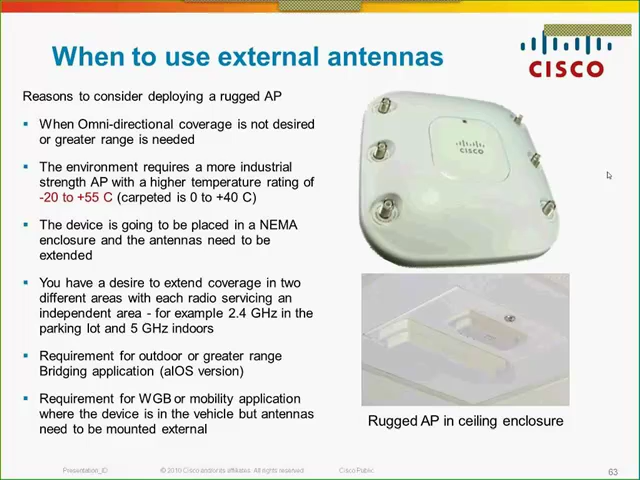 When to use external antennas
CISCO
Reasons to consider deploying a rugged AP
When Omni-directional coverage is not desired
or greater range is needed
The environment requires a more industrial
strength AP with a higher temperature rating of
-20 to +55 C (carpeted is 0 to +40 C)
The device is going to be placed in a NEMA
enclosure and the antennas need to be
extended
You have a desire to extend coverage in two
different areas with each radio servicing an
independent area - for example 2.4 GHz in the
parking lot and 5 GHz indoors
Requirement for outdoor or greater range
Bridging application (aIOS version)
Requirement for WGB or mobility application
where the device is in the vehicle but antennas
need to be mounted external
CISCO
Rugged AP in ceiling enclosure
Presentation_ID
© 2010 Cisco and/or its affiliates. All rights reserved.
Cisco Public
63